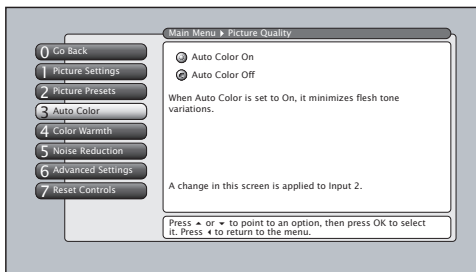 Main Menu ▸ Picture Quality
0 Go Back
1 Picture Settings
2 Picture Presets
3 Auto Color
4 Color Warmth
5 Noise Reduction
6 Advanced Settings
7 Reset Controls
Auto Color On
Auto Color Off
When Auto Color is set to On, it minimizes flesh tone
variations.
A change in this screen is applied to Input 2.
Press ▲ or ▼ to point to an option, then press OK to select
it. Press ◂ to return to the menu.